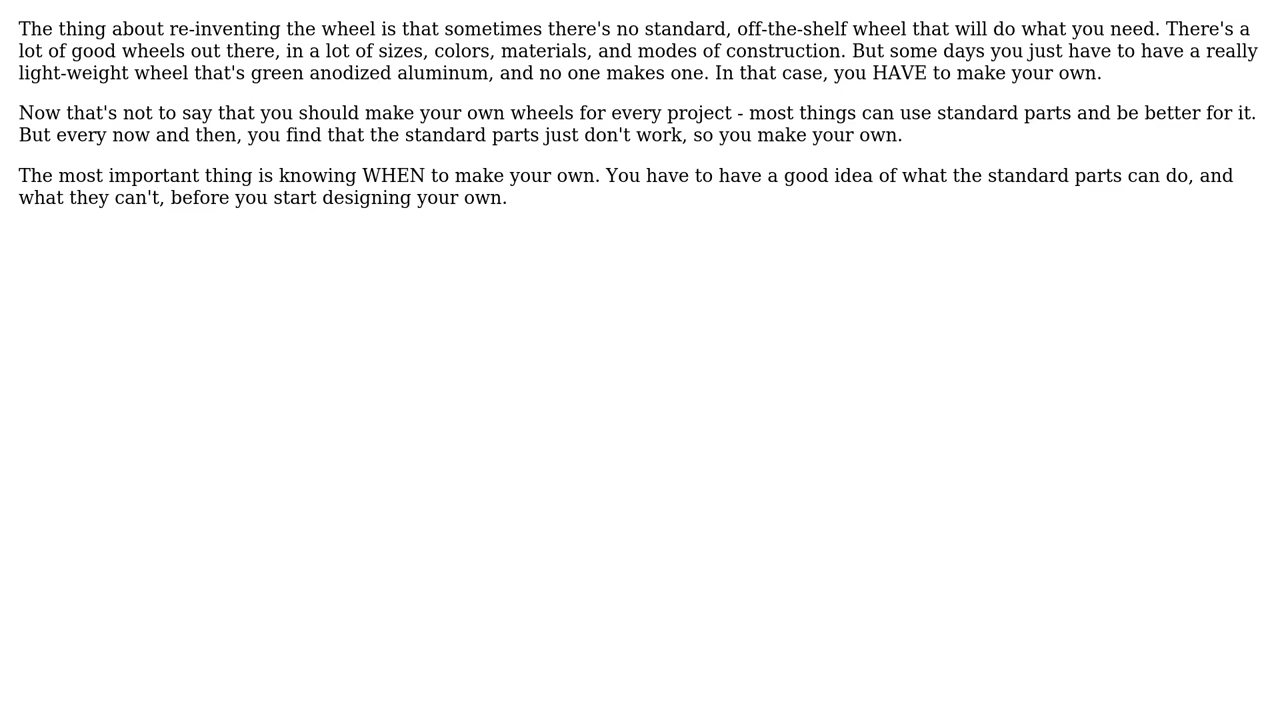 The thing about re-inventing the wheel is that sometimes there's no standard, off-the-shelf wheel that will do what you need. There's a
lot of good wheels out there, in a lot of sizes, colors, materials, and modes of construction. But some days you just have to have a really
light-weight wheel that's green anodized aluminum, and no one makes one. In that case, you HAVE to make your own.
Now that's not to say that you should make your own wheels for every project - most things can use standard parts and be better for it.
But every now and then, you find that the standard parts just don't work, so you make your own.
The most important thing is knowing WHEN to make your own. You have to have a good idea of what the standard parts can do, and
what they can't, before you start designing your own.